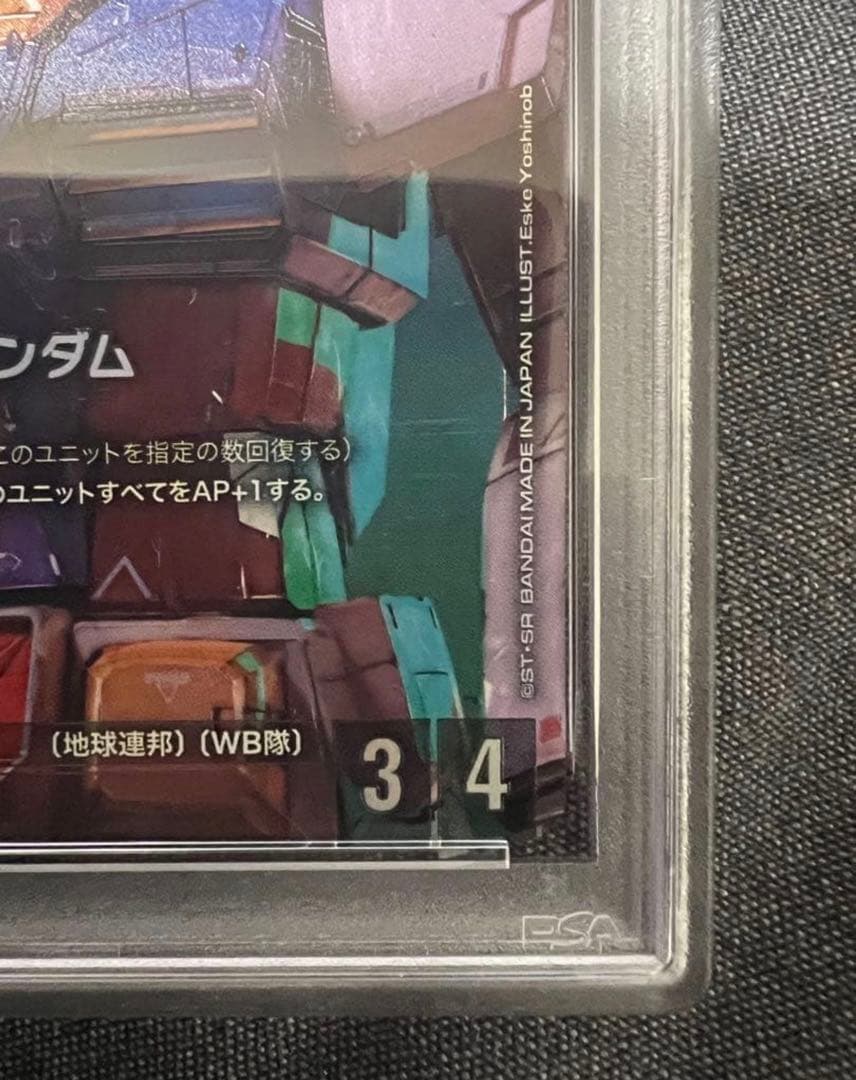 ンダム
このユニットを指定の数回復する)
のユニットすべてをAP+1する。
〔地球連邦〕〔WB隊〕
3 4
©ST・SR BANDAI MADE IN JAPAN ILLUST.Eske Yoshinob
PSA